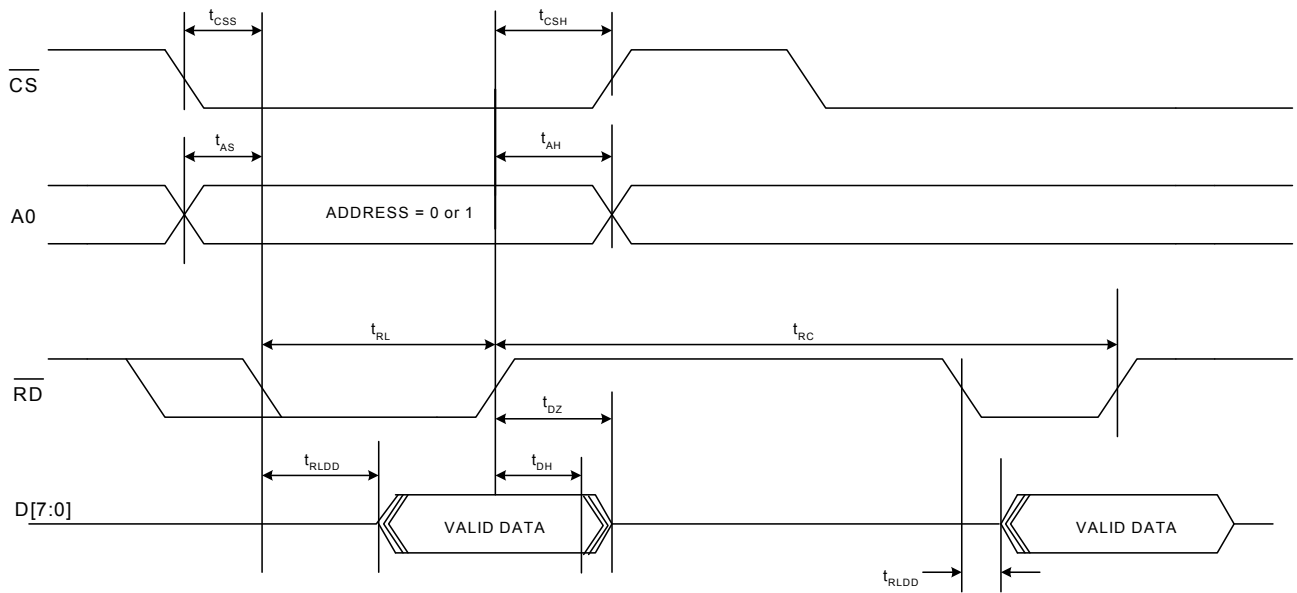 tCSS
tCSH
CS
tAS
tAH
A0
ADDRESS = 0 or 1
tRL
tRC
RD
tDZ
tRLDD
tDH
D[7:0]
VALID DATA
VALID DATA
tRLDD